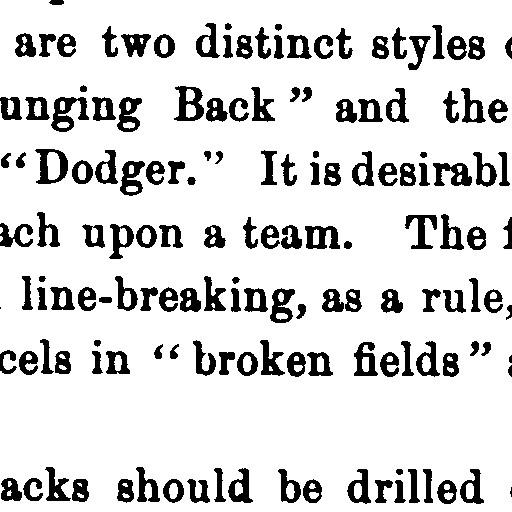 are two distinct styles
unging Back" and the
"Dodger." It is desirabl
ach upon a team. The
line-breaking, as a rule,
cels in "broken fields"
acks should be drilled